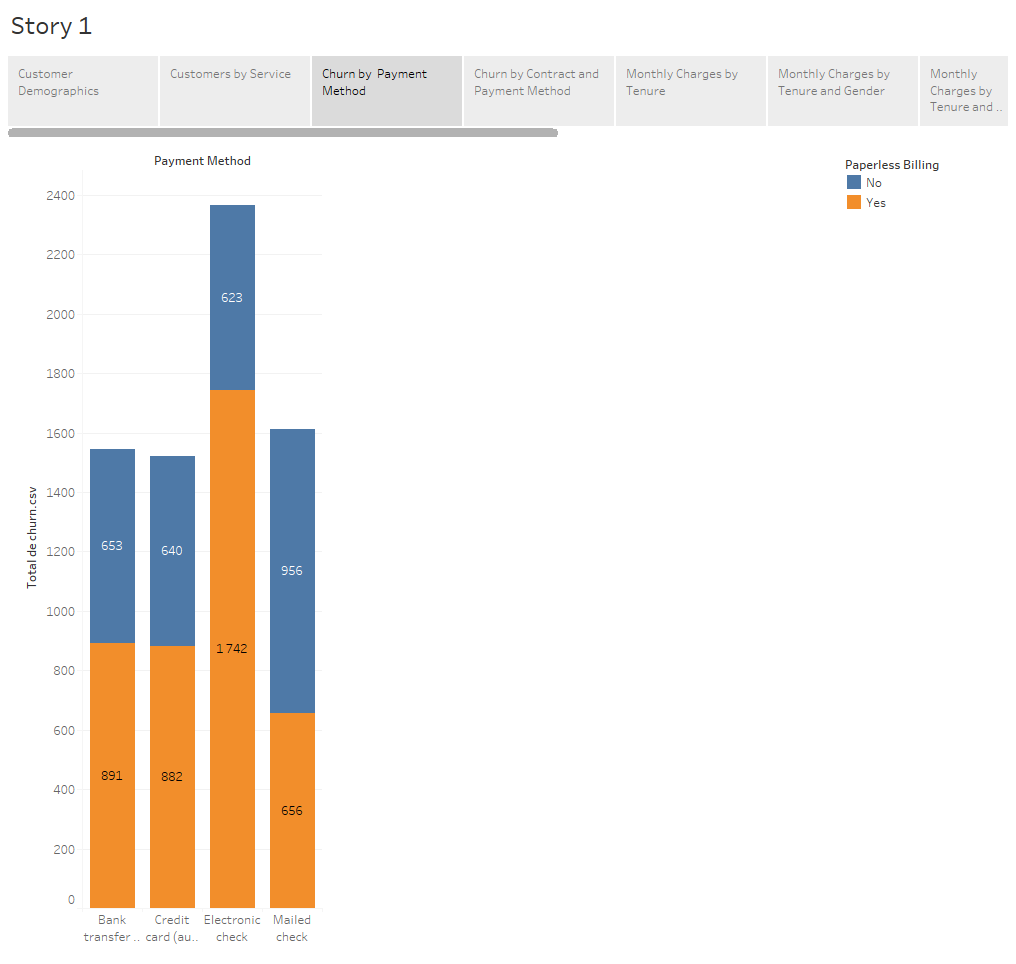 Story 1
Customer
Demographics
Customers by Service
Churn by  Payment
Method
Churn by Contract and
Payment Method
Monthly Charges by
Tenure
Monthly Charges by
Tenure and Gender
Monthly
Charges by
Tenure and ..
Payment Method
Paperless Billing
No
Yes
Total de churn.csv
2400
2200
2000
1800
1600
1400
1200
1000
800
600
400
200
0
653
891
640
882
623
1 742
956
656
Bank
transfer ..
Credit
card (au..
Electronic
check
Mailed
check